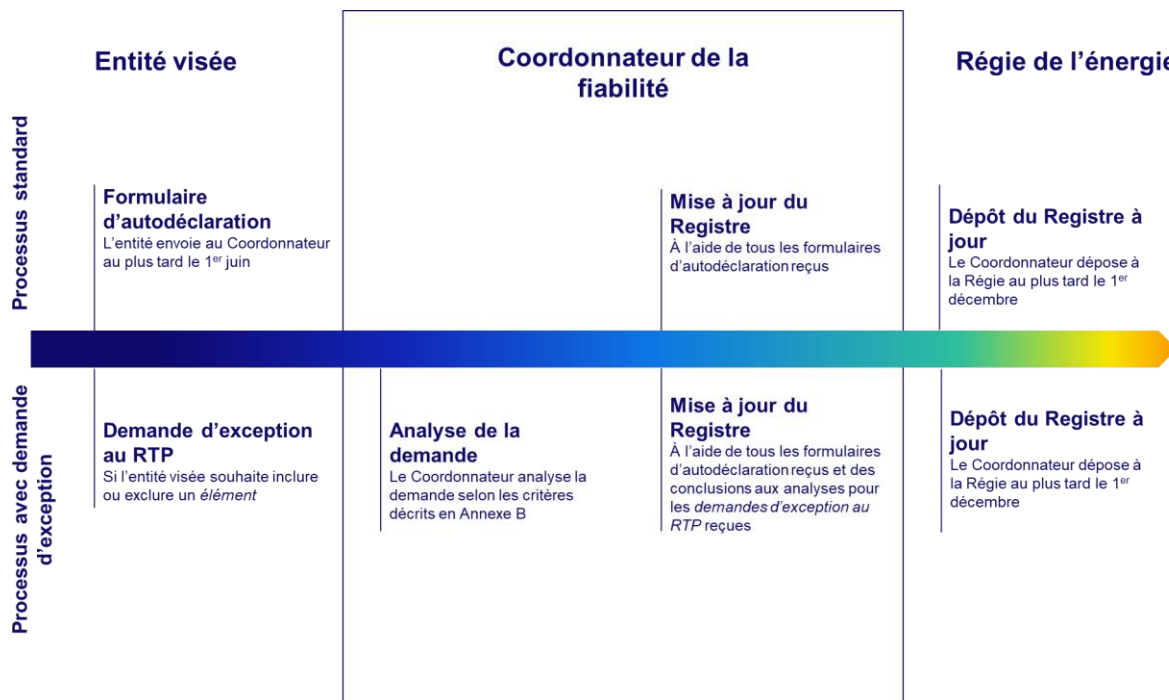 Entité visée
Coordonnateur de la
fiabilité
Régie de l'énergie
Processus standard
Formulaire
d'autodéclaration
L'entité envoie au Coordonnateur
au plus tard le 1er juin
Mise à jour du
Registre
À l'aide de tous les formulaires
d'autodéclaration reçus
Dépôt du Registre à
jour
Le Coordonnateur dépose à
la Régie au plus tard le 1er
décembre
Processus avec demande
d'exception
Demande d'exception
au RTP
Si l'entité visée souhaite inclure
ou exclure un élément
Analyse de la
demande
Le Coordonnateur analyse la
demande selon les critères
décrits en Annexe B
Mise à jour du
Registre
À l'aide de tous les formulaires
d'autodéclaration reçus et des
conclusions aux analyses pour
les demandes d'exception au
RTP reçues
Dépôt du Registre à
jour
Le Coordonnateur dépose à
la Régie au plus tard le 1er
décembre